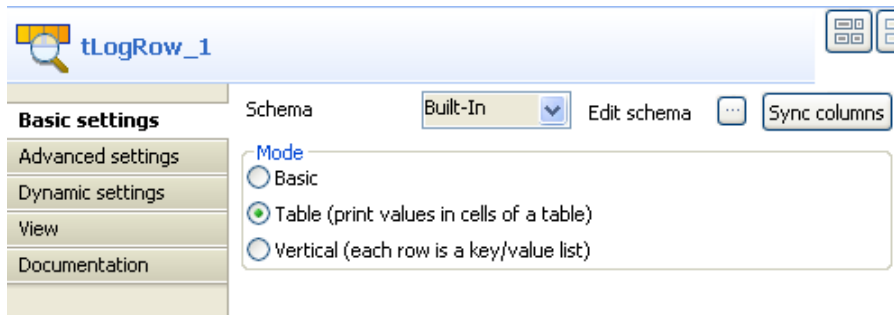 tLogRow_1
Basic settings
Advanced settings
Dynamic settings
View
Documentation
Schema Built-In Edit schema ... Sync columns
Mode
Basic
Table (print values in cells of a table)
Vertical (each row is a key/value list)